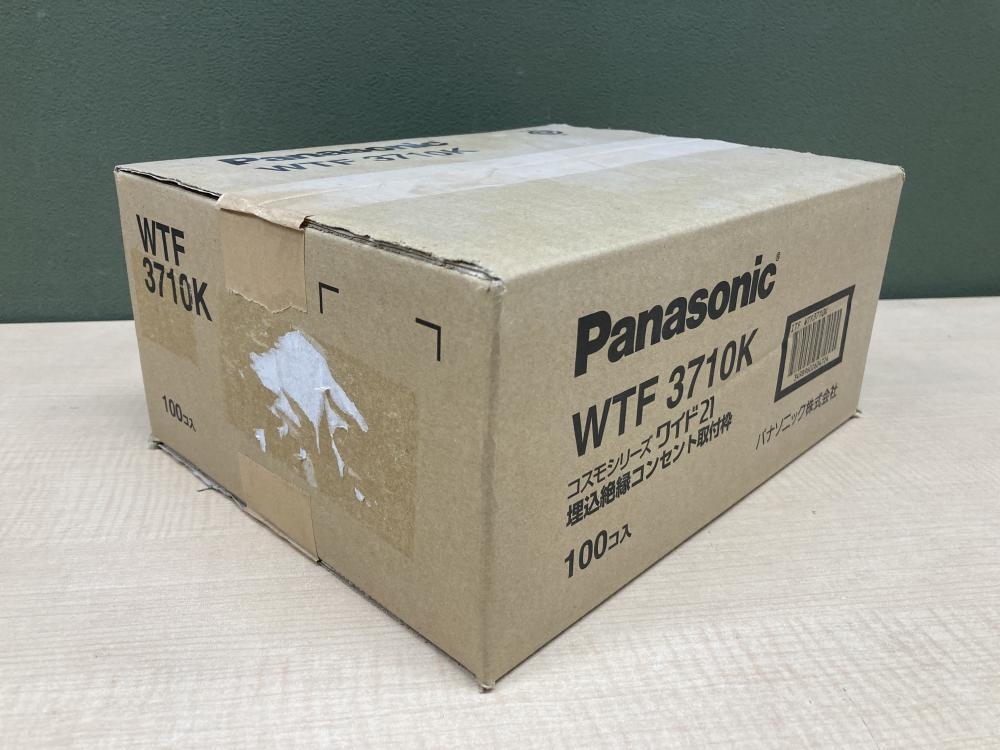 Panasonic
WTF 3710K
WTF
3710K
100コ入
Panasonic®
WTF 3710K
コスモシリーズ ワイド21
埋込絶縁コンセント取付枠
100コ入
パナソニック株式会社